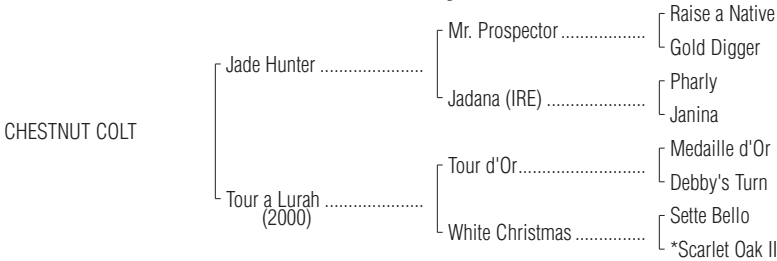 Raise a Native
Mr. Prospector ..................
Gold Digger
Jade Hunter ......................
Pharly
Jadana (IRE) .....................
Janina
CHESTNUT COLT
Medaille d'Or
Tour d'Or...........................
Debby's Turn
Tour a Lurah .....................
(2000)
Sette Bello
White Christmas ...............
*Scarlet Oak II